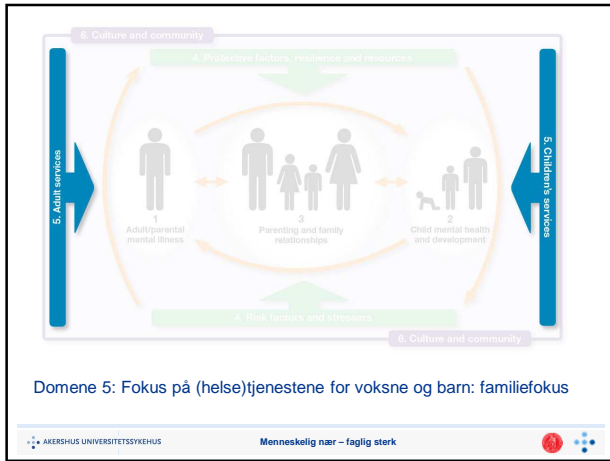 6. Culture and community
4. Protective factors, resilience and resources
5. Adult services
5. Children's services
1
Adult/parental
mental illness
3
Parenting and family
relationships
2
Child mental health
and development
4. Risk factors and stressors
6. Culture and community
Domene 5: Fokus på (helse)tjenestene for voksne og barn: familiefokus
AKERSHUS UNIVERSITETSSYKEHUS
Menneskelig nær – faglig sterk